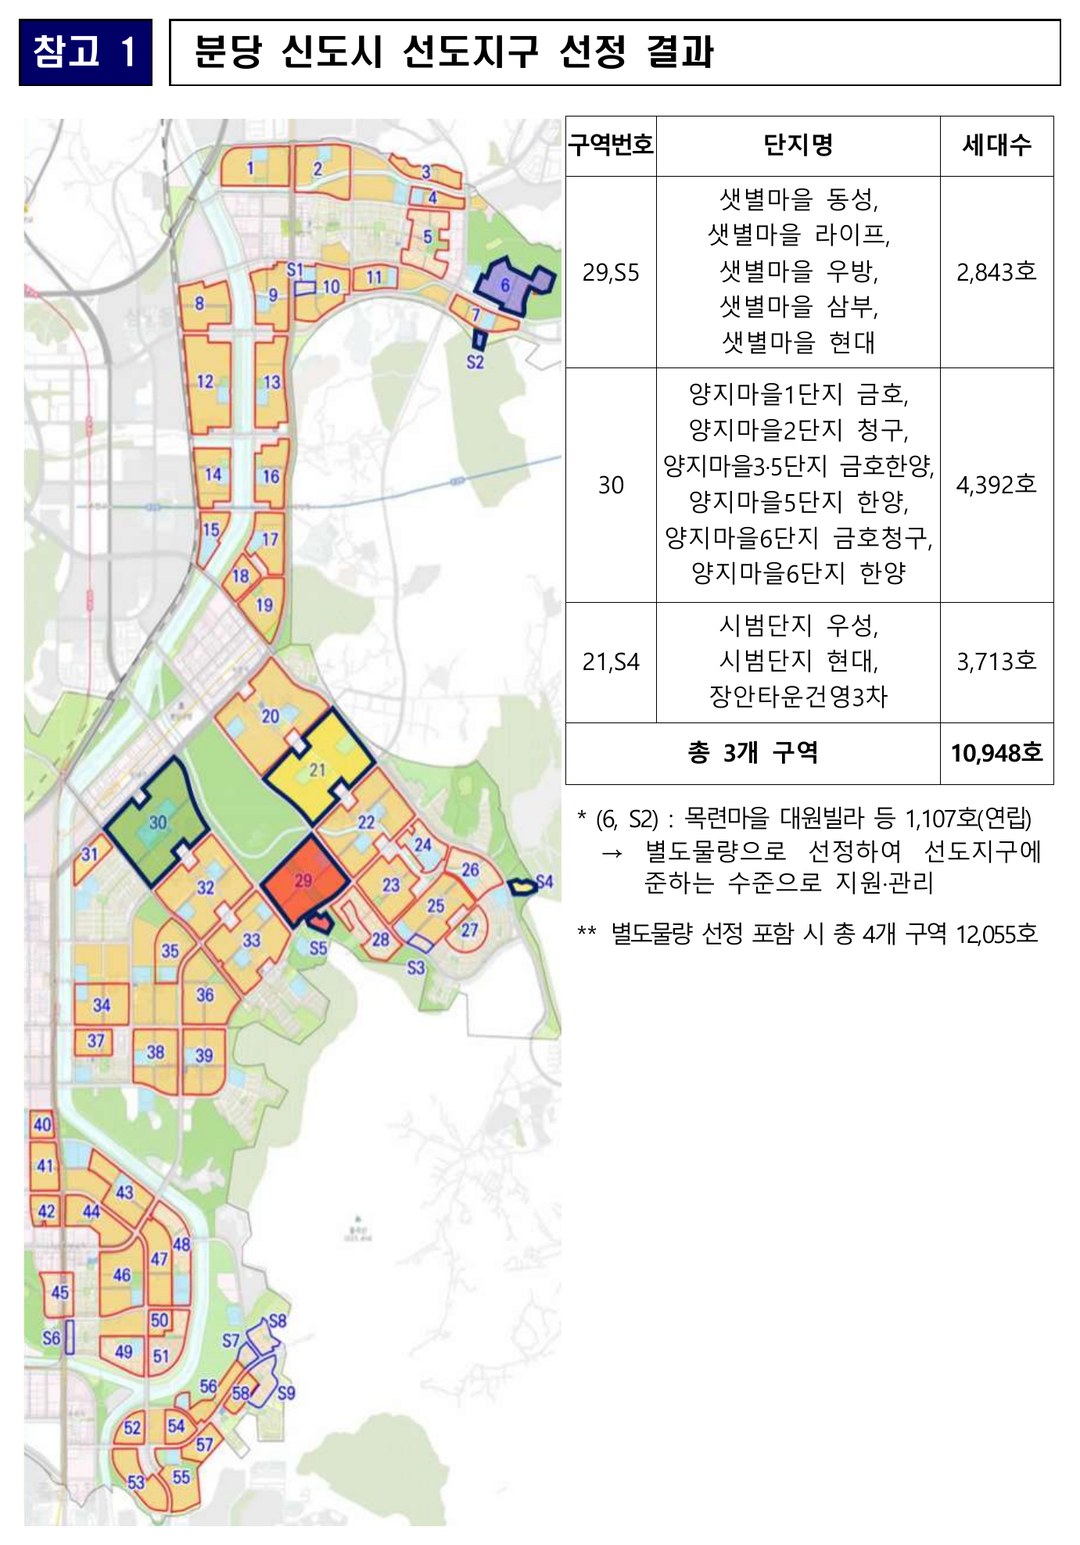 참고 1
분당 신도시 선도지구 선정 결과
구역번호 단지명 세대수
29,S5
샛별마을 동성,
샛별마을 라이프,
샛별마을 우방,
샛별마을 삼부,
샛별마을 현대
2,843호
30
양지마을1단지 금호,
양지마을2단지 청구,
양지마을3·5단지 금호한양,
양지마을5단지 한양,
양지마을6단지 금호청구,
양지마을6단지 한양
4,392호
21,S4
시범단지 우성,
시범단지 현대,
장안타운건영3차
3,713호
총 3개 구역 10,948호
* (6, S2) : 목련마을 대원빌라 등 1,107호(연립)
→ 별도물량으로 선정하여 선도지구에
준하는 수준으로 지원·관리
** 별도물량 선정 포함 시 총 4개 구역 12,055호
1
2
3
4
5
6
7
S1
8
9
10
11
S2
12
13
14
16
15
17
18
19
20
21
22
30
31
32
29
23
24
25
26
27
28
S4
S5
S3
33
35
34
36
37
38
39
40
41
42
43
44
45
46
47
48
S6
49
50
51
S7
S8
S9
56
58
52
54
57
53
55